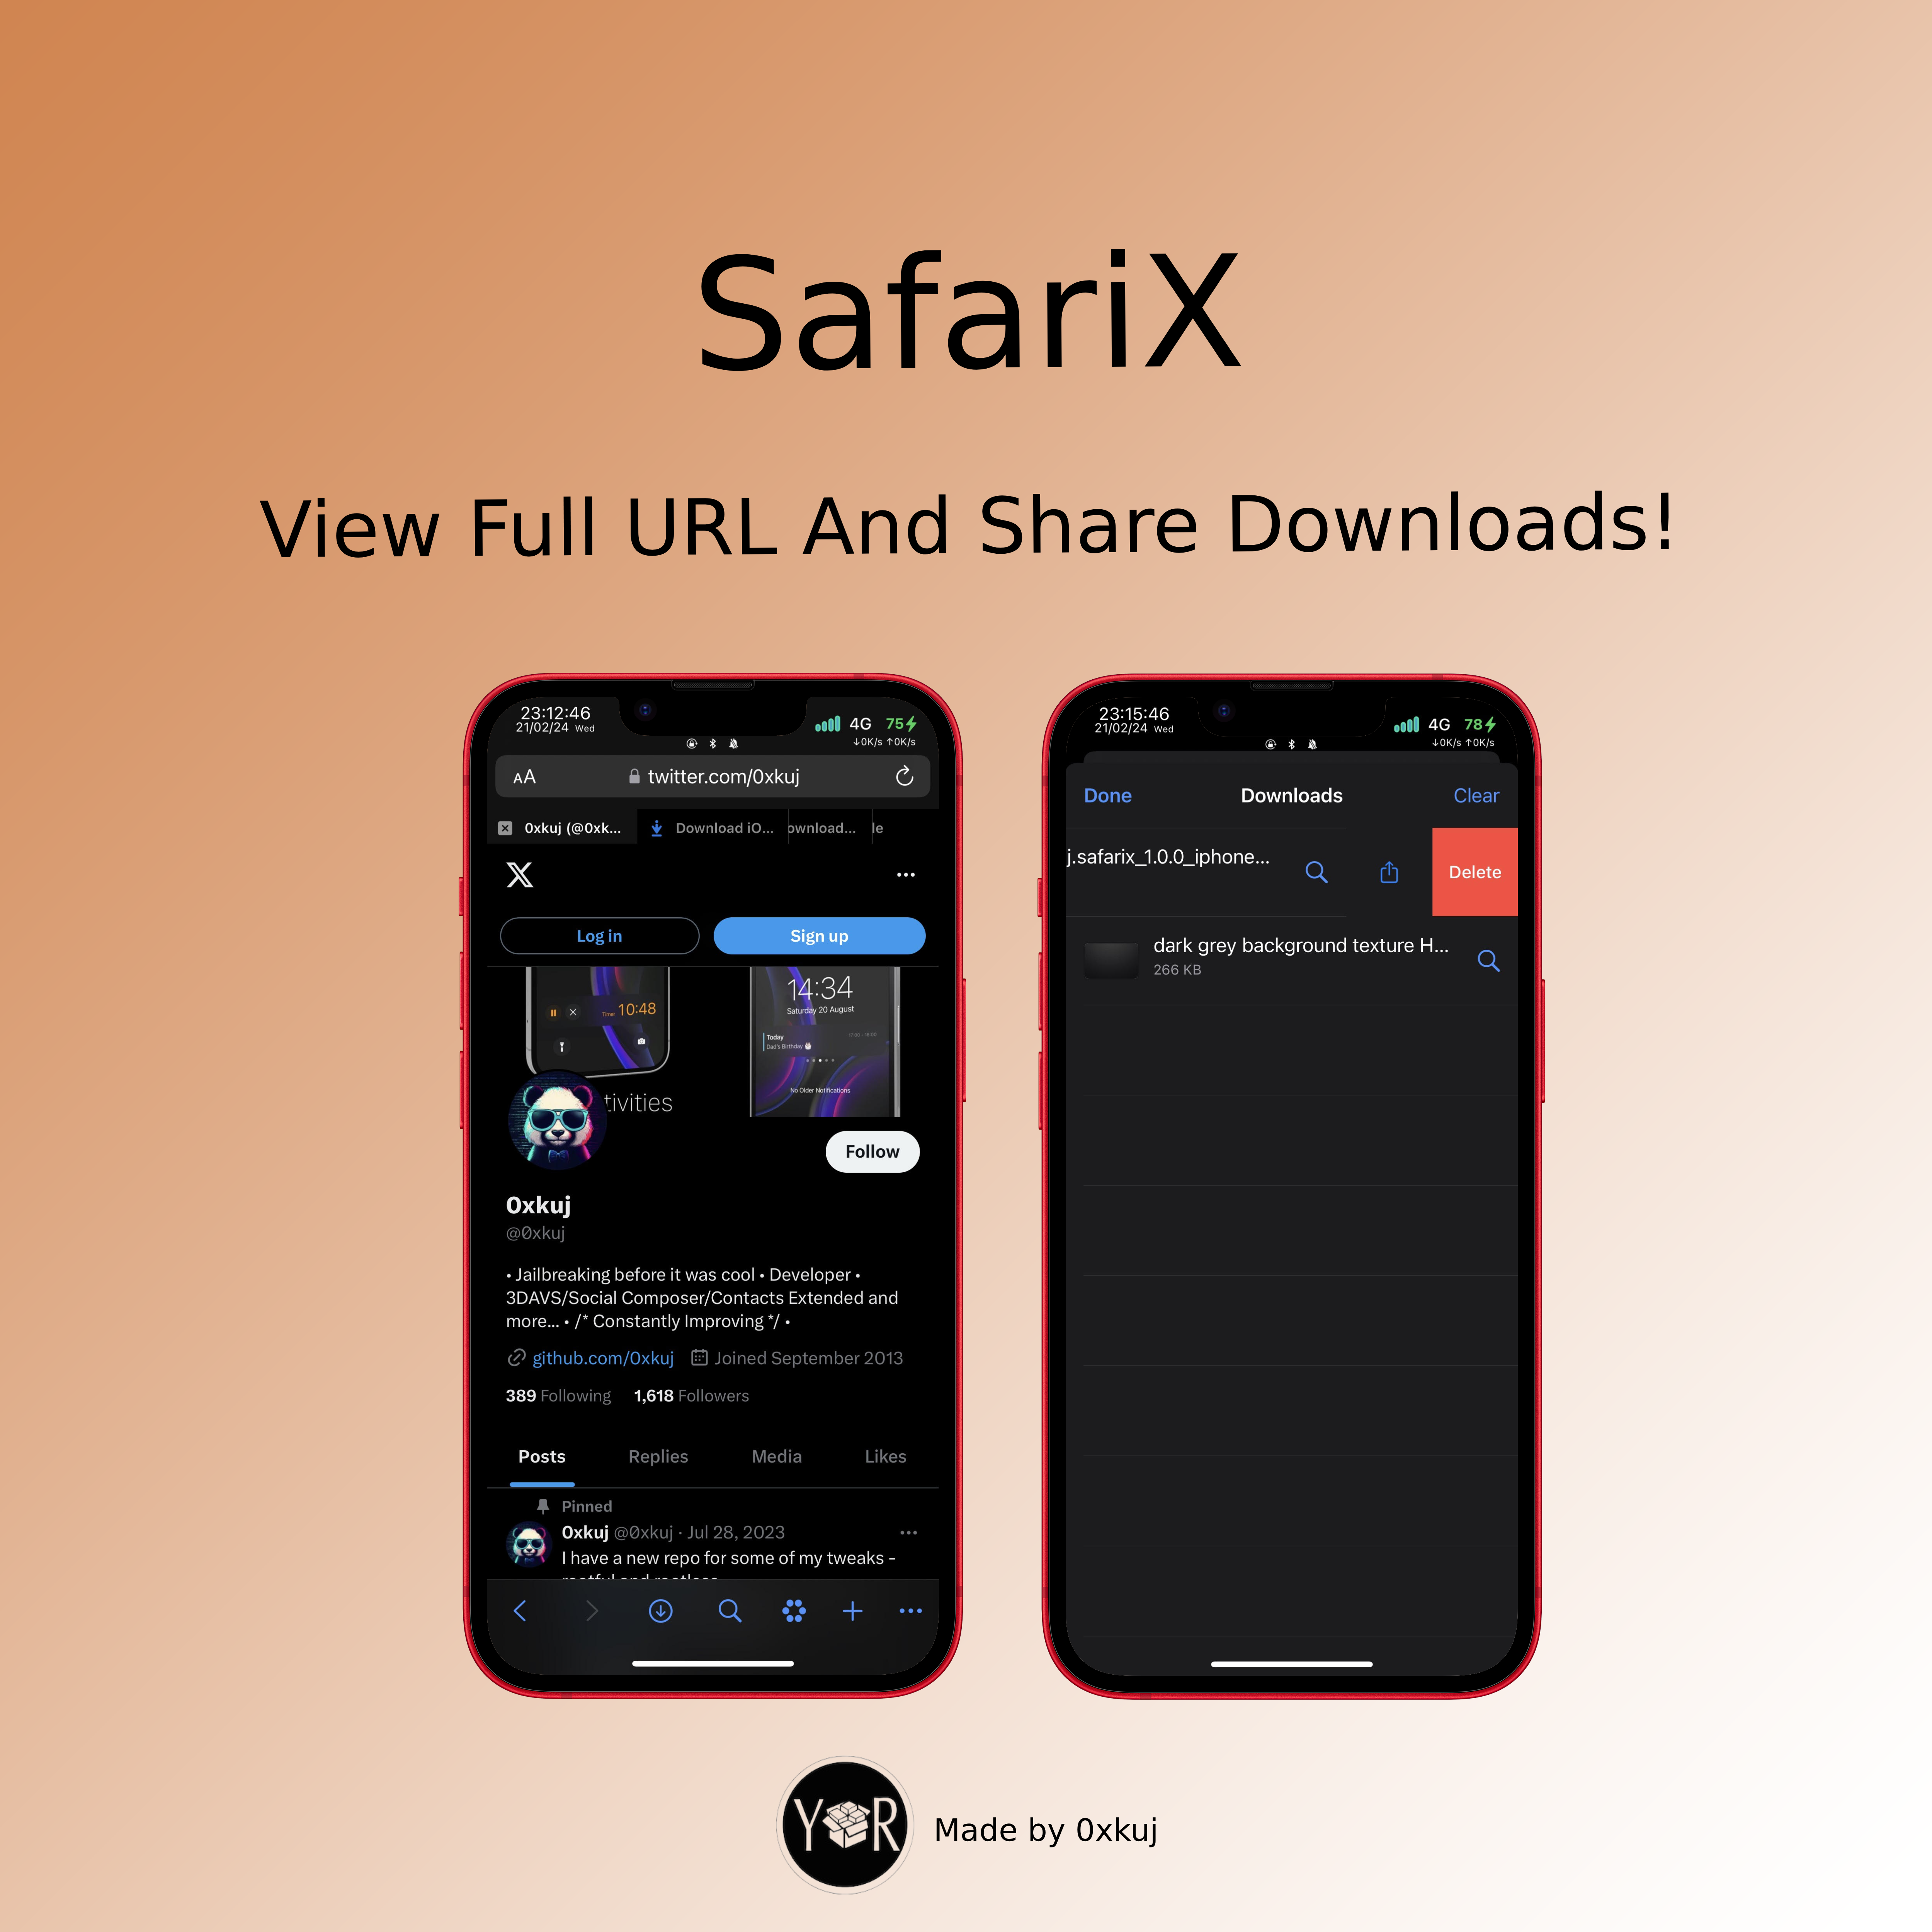 SafariX
View Full URL And Share Downloads!
23:12:46
21/02/24 Wed
4G 75
↓0K/s ↑0K/s
AA
twitter.com/0xkuj
0xkuj (@0xk...
Download iO...
ownload...
le
X
Log in
Sign up
Timer 10:48
14:34
Saturday 20 August
Today
Dad's Birthday
No Older Notifications
tivities
Follow
0xkuj
@0xkuj
• Jailbreaking before it was cool • Developer •
3DAVS/Social Composer/Contacts Extended and
more... • /* Constantly Improving */ •
github.com/0xkuj Joined September 2013
389 Following 1,618 Followers
Posts Replies Media Likes
Pinned
0xkuj @0xkuj · Jul 28, 2023
I have a new repo for some of my tweaks -
23:15:46
21/02/24 Wed
4G 78
↓0K/s ↑0K/s
Done Downloads Clear
j.safarix_1.0.0_iphone...
Delete
dark grey background texture H...
266 KB
Y R
Made by 0xkuj